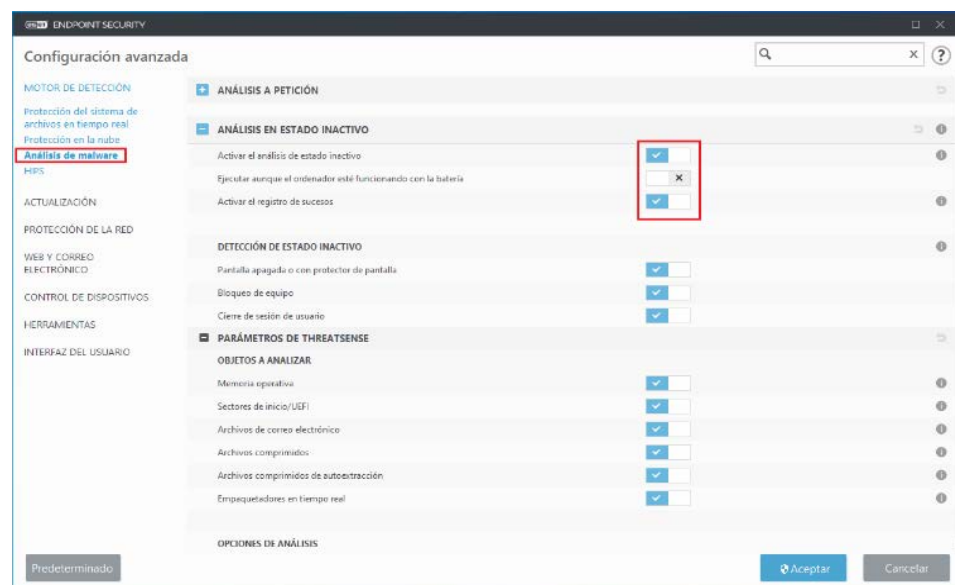 eset ENDPOINT SECURITY
Configuración avanzada
MOTOR DE DETECCIÓN
Protección del sistema de
archivos en tiempo real
Protección en la nube
Análisis de malware
HIPS
ACTUALIZACIÓN
PROTECCIÓN DE LA RED
WEB Y CORREO
ELECTRÓNICO
CONTROL DE DISPOSITIVOS
HERRAMIENTAS
INTERFAZ DEL USUARIO
ANÁLISIS A PETICIÓN
ANÁLISIS EN ESTADO INACTIVO
Activar el análisis de estado inactivo
Ejecutar aunque el ordenador esté funcionando con la batería
Activar el registro de sucesos
DETECCIÓN DE ESTADO INACTIVO
Pantalla apagada o con protector de pantalla
Bloqueo de equipo
Cierre de sesión de usuario
PARÁMETROS DE THREATSENSE
OBJETOS A ANALIZAR
Memoria operativa
Sectores de inicio/UEFI
Archivos de correo electrónico
Archivos comprimidos
Archivos comprimidos de autoextracción
Empaquetadores en tiempo real
OPCIONES DE ANÁLISIS
Predeterminado
Aceptar
Cancelar